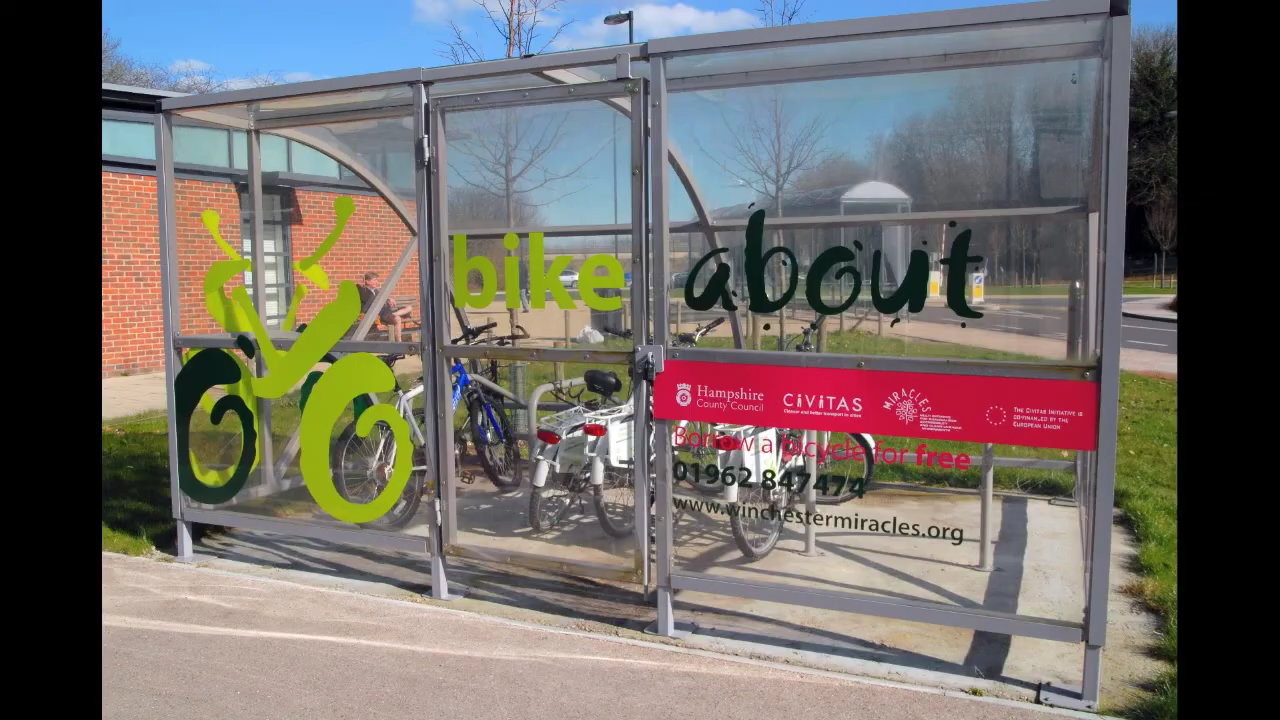 bike about
Hampshire
County Council
CiViTAS
Cleaner and better transport in cities
MIRACLES
THE CIVITAS INITIATIVE IS
CO-FINANCED BY THE
EUROPEAN UNION
Borrow a bicycle for free
01962 847474
www.winchestermiracles.org